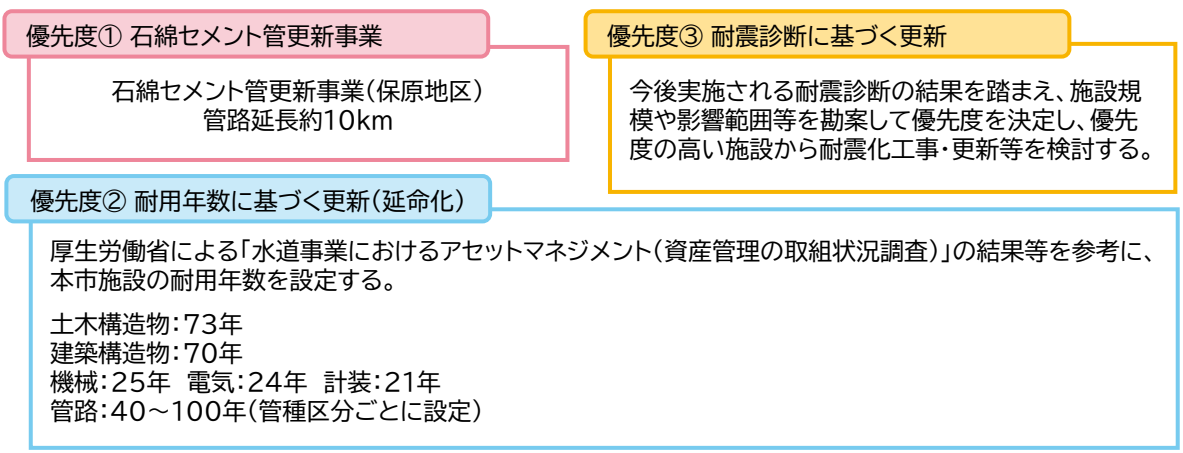 優先度① 石綿セメント管更新事業
石綿セメント管更新事業(保原地区)
管路延長約10km
優先度③ 耐震診断に基づく更新
今後実施される耐震診断の結果を踏まえ、施設規
模や影響範囲等を勘案して優先度を決定し、優先
度の高い施設から耐震化工事・更新等を検討する。
優先度② 耐用年数に基づく更新(延命化)
厚生労働省による「水道事業におけるアセットマネジメント(資産管理の取組状況調査)」の結果等を参考に、
本市施設の耐用年数を設定する。
土木構造物:73年
建築構造物:70年
機械:25年 電気:24年 計装:21年
管路:40~100年(管種区分ごとに設定)